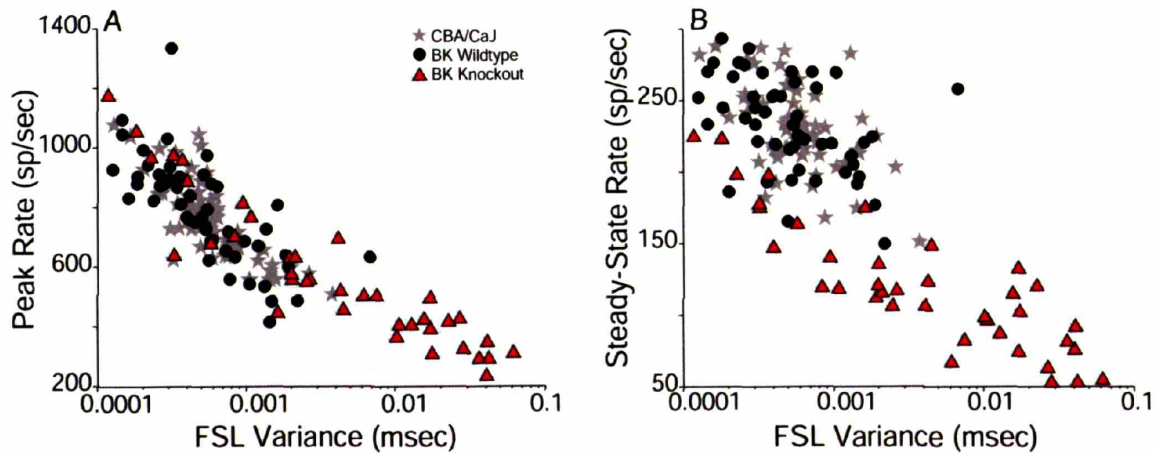 A
B
CBA/CaJ
BK Wildtype
BK Knockout
Peak Rate (sp/sec)
1400
1000
600
200
0.0001
0.001
0.01
0.1
FSL Variance (msec)
Steady-State Rate (sp/sec)
250
150
50
0.0001
0.001
0.01
0.1
FSL Variance (msec)